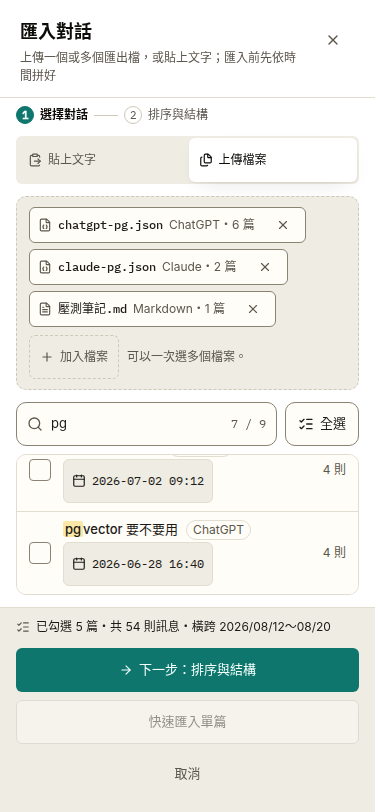 匯入對話
上傳一個或多個匯出檔，或貼上文字；匯入前先依時
間拼好
1 選擇對話 2 排序與結構
貼上文字 上傳檔案
chatgpt-pg.json ChatGPT・6 篇
claude-pg.json Claude・2 篇
壓測筆記.md Markdown・1 篇
加入檔案 可以一次選多個檔案。
pg 7 / 9 全選
2026-07-02 09:12 4 則
pgvector 要不要用 ChatGPT
2026-06-28 16:40 4 則
已勾選 5 篇・共 54 則訊息・橫跨 2026/08/12～08/20
下一步：排序與結構
快速匯入單篇
取消